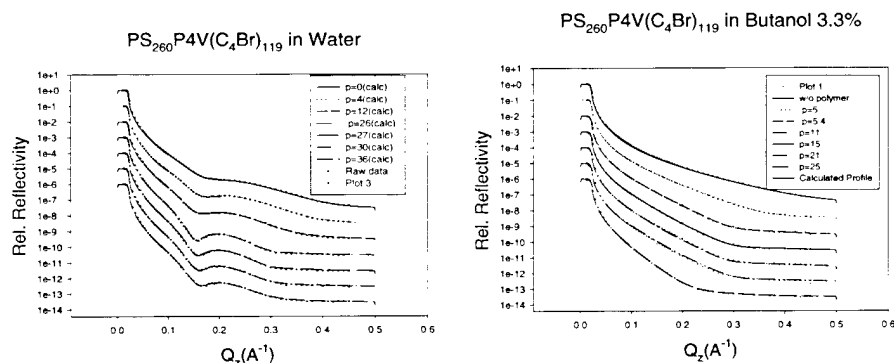 PS260P4V(C4Br)119 in Water
Rel. Reflectivity
1e+1
1e+0
1e-1
1e-2
1e-3
1e-4
1e-5
1e-6
1e-7
1e-8
1e-9
1e-10
1e-11
1e-12
1e-13
1e-14
p=0(calc)
p=4(calc)
p=12(calc)
p=26(calc)
p=27(calc)
p=30(calc)
p=36(calc)
Raw data
Plot 3
0.0 0.1 0.2 0.3 0.4 0.5 0.6
Qz(A-1)
PS260P4V(C4Br)119 in Butanol 3.3%
Rel. Reflectivity
1e+1
1e+0
1e-1
1e-2
1e-3
1e-4
1e-5
1e-6
1e-7
1e-8
1e-9
1e-10
1e-11
1e-12
1e-13
1e-14
Plot 1
w/o polymer
p=5
p=5.4
p=11
p=15
p=21
p=25
Calculated Profile
0.0 0.1 0.2 0.3 0.4 0.5 0.6
Qz(A-1)